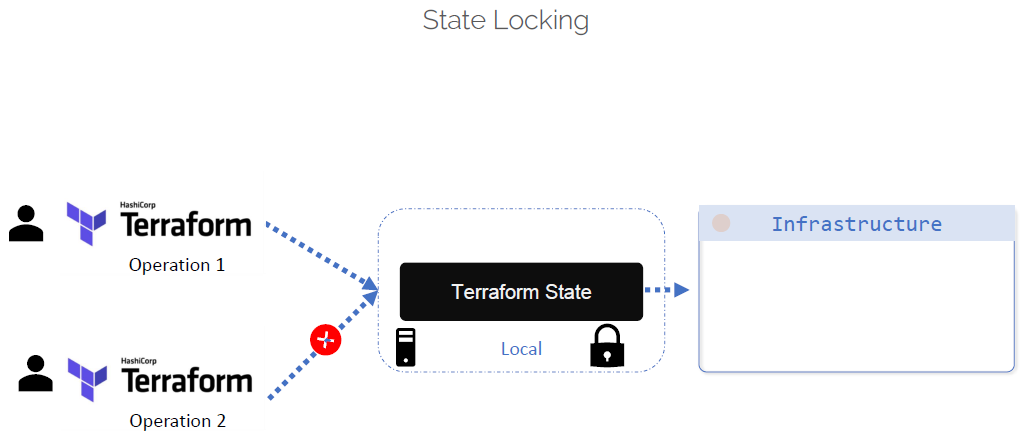 State Locking
HashiCorp
Terraform
Operation 1
Terraform State
Local
Infrastructure
HashiCorp
Terraform
Operation 2